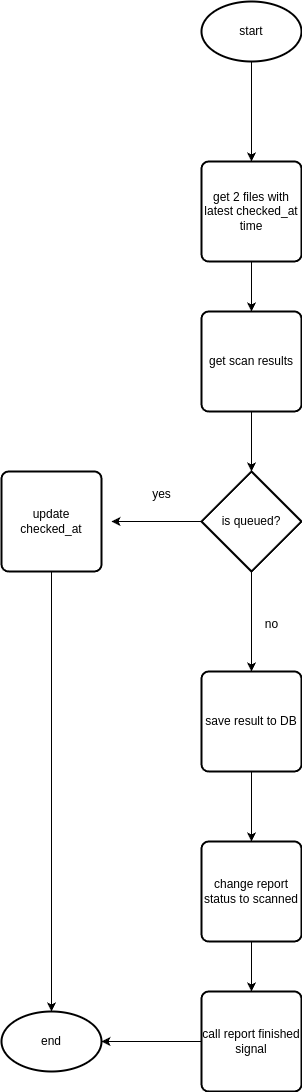 start
get 2 files with
latest checked_at
time
get scan results
yes
update
checked_at
is queued?
no
save result to DB
change report
status to scanned
call report finished
signal
end